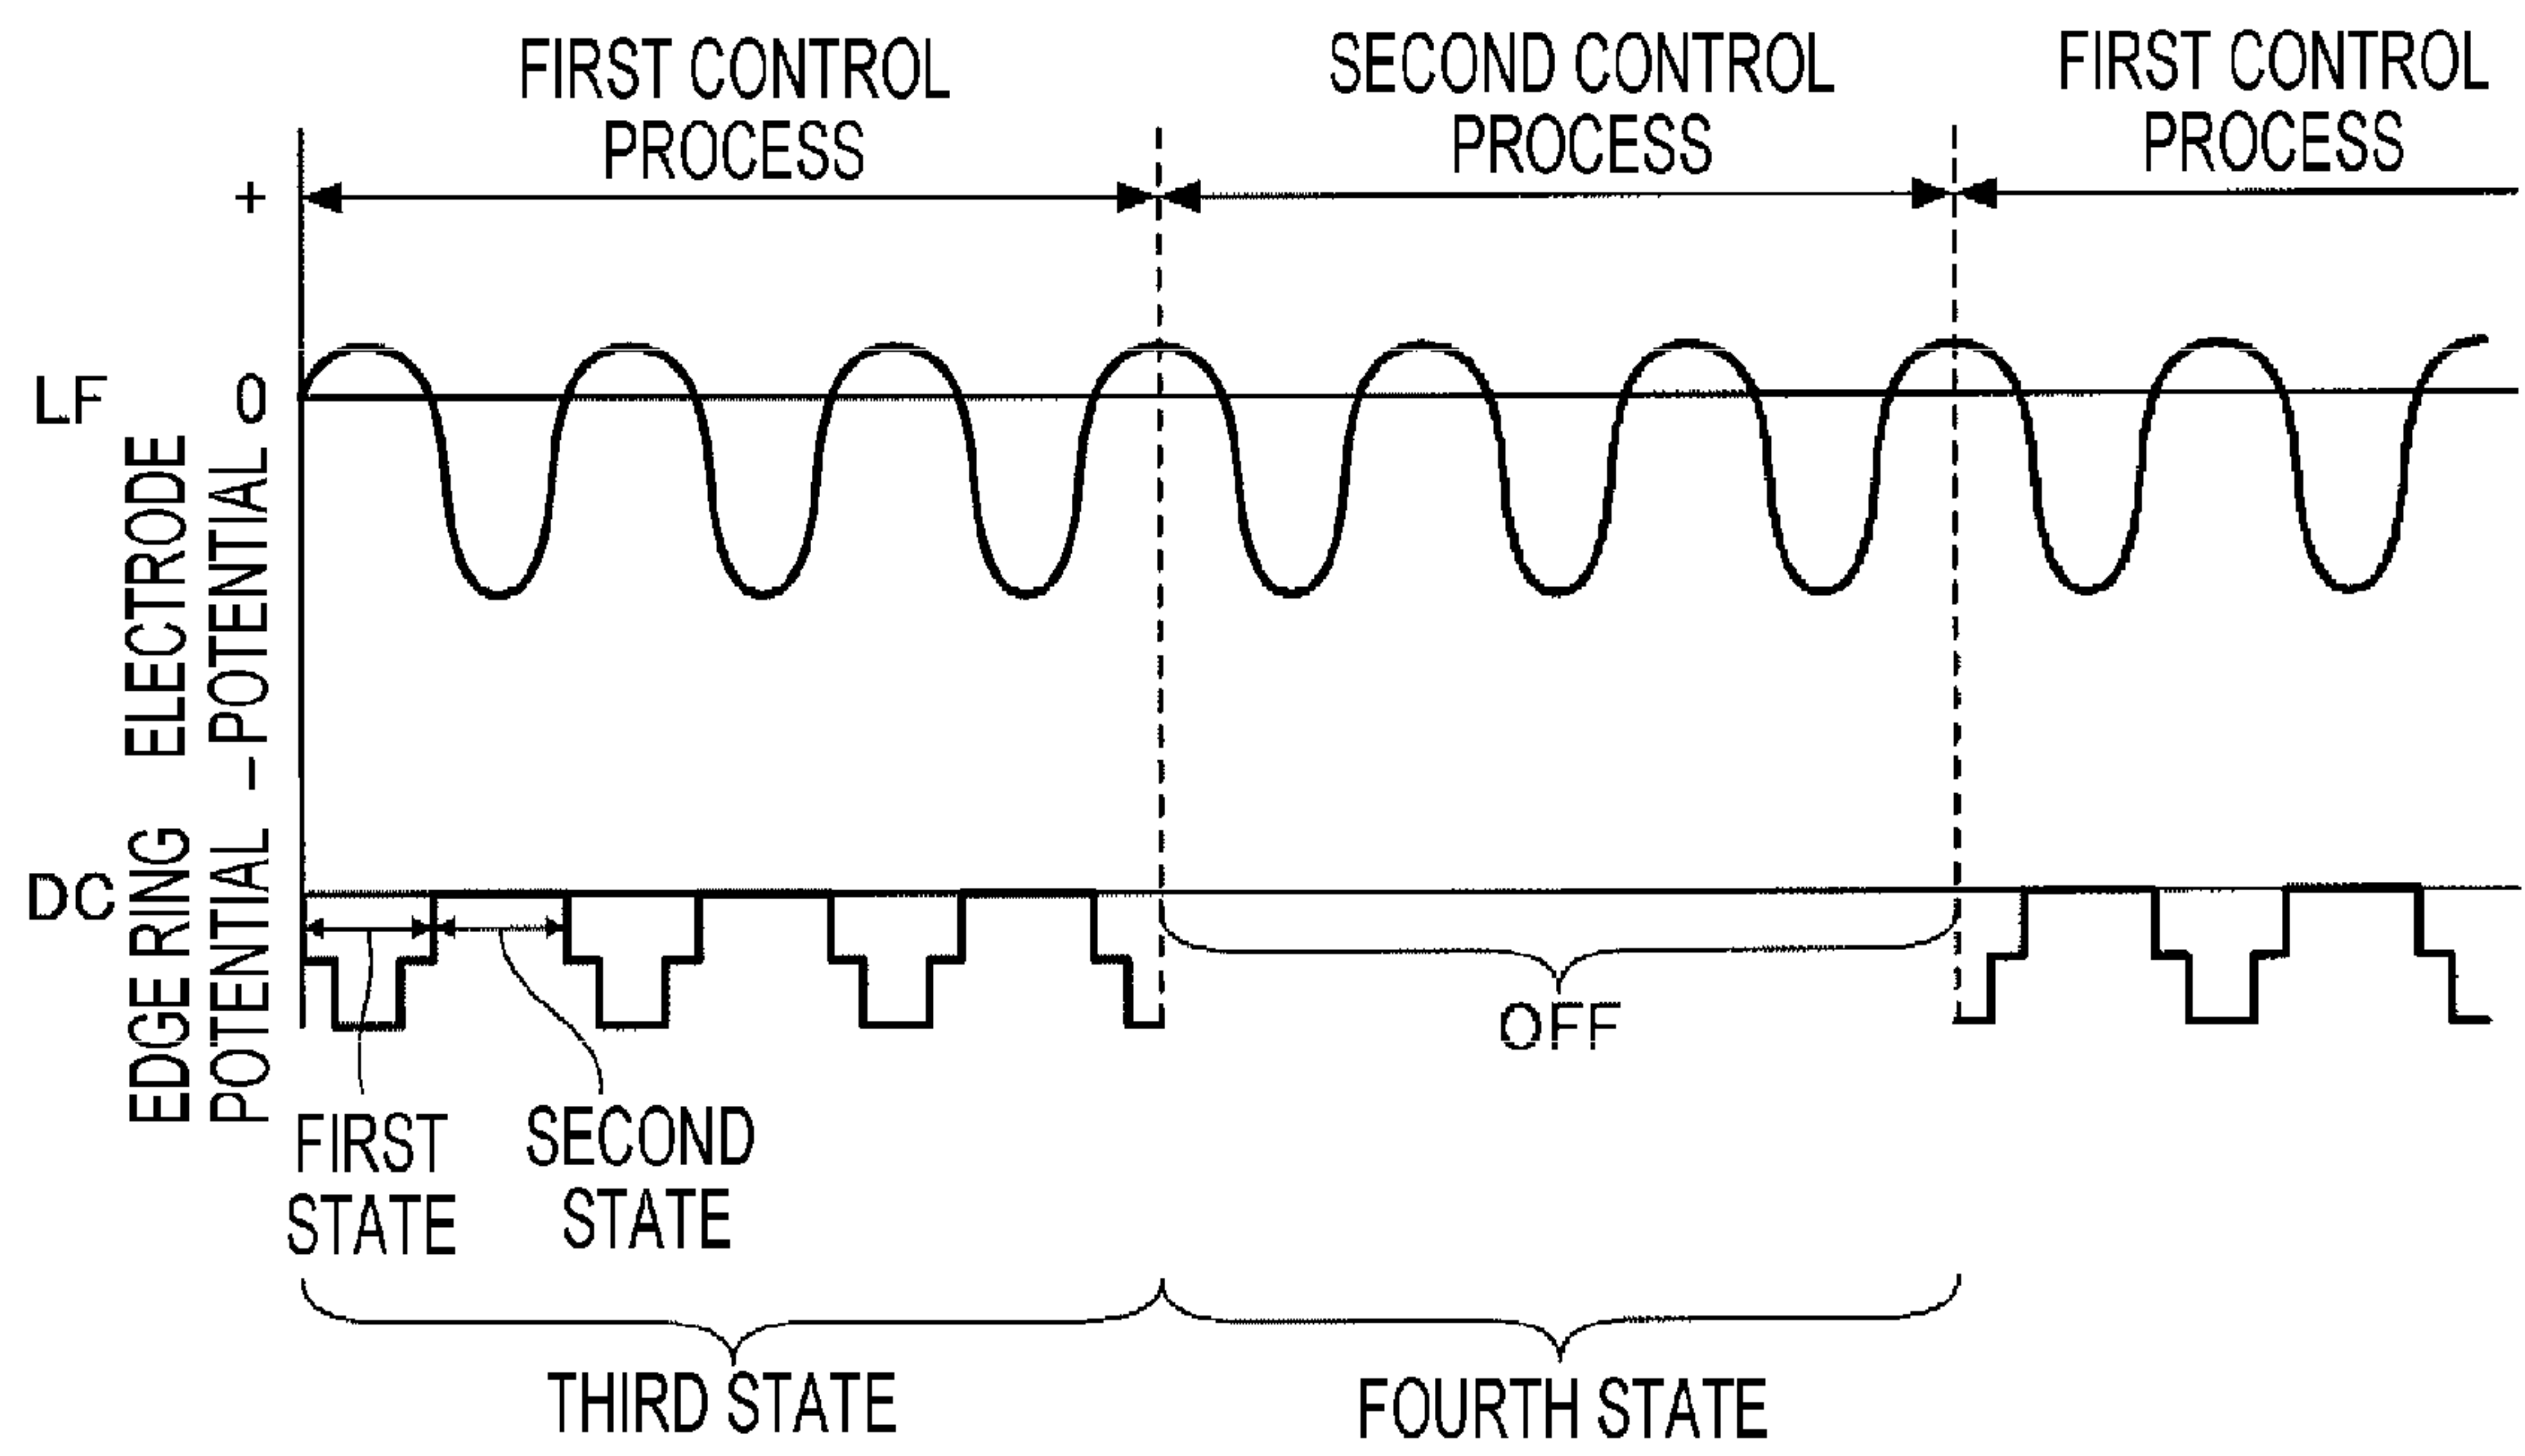 FIRST CONTROL
PROCESS
SECOND CONTROL
PROCESS
FIRST CONTROL
PROCESS
+
LF
0
ELECTRODE
POTENTIAL
–
DC
EDGE RING
POTENTIAL
OFF
FIRST
STATE
SECOND
STATE
THIRD STATE
FOURTH STATE